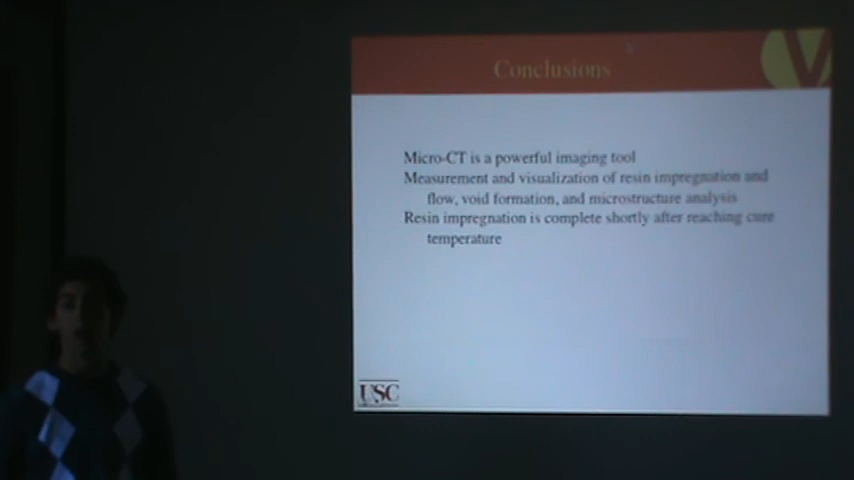 Conclusions
V
Micro-CT is a powerful imaging tool
Measurement and visualization of resin impregnation and
flow, void formation, and microstructure analysis
Resin impregnation is complete shortly after reaching cure
temperature
USC